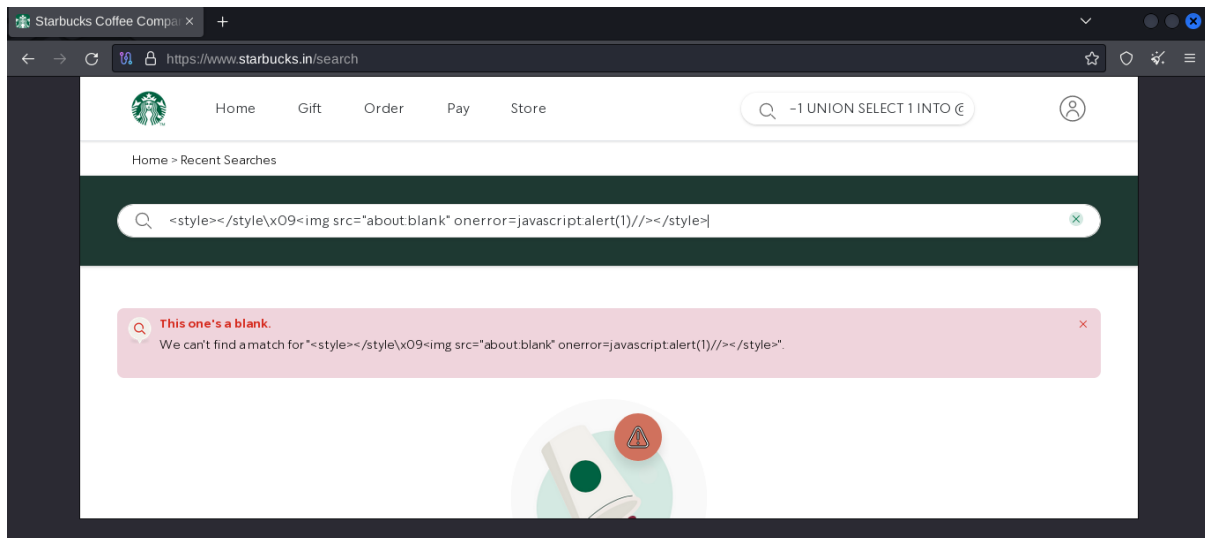 Starbucks Coffee Compar
https://www.starbucks.in/search
Home Gift Order Pay Store -1 UNION SELECT 1 INTO @
Home > Recent Searches
<style></style\x09<img src="about:blank" onerror=javascript:alert(1)//></style>
This one's a blank.
We can't find a match for "<style></style\x09<img src="about:blank" onerror=javascript:alert(1)//></style>".